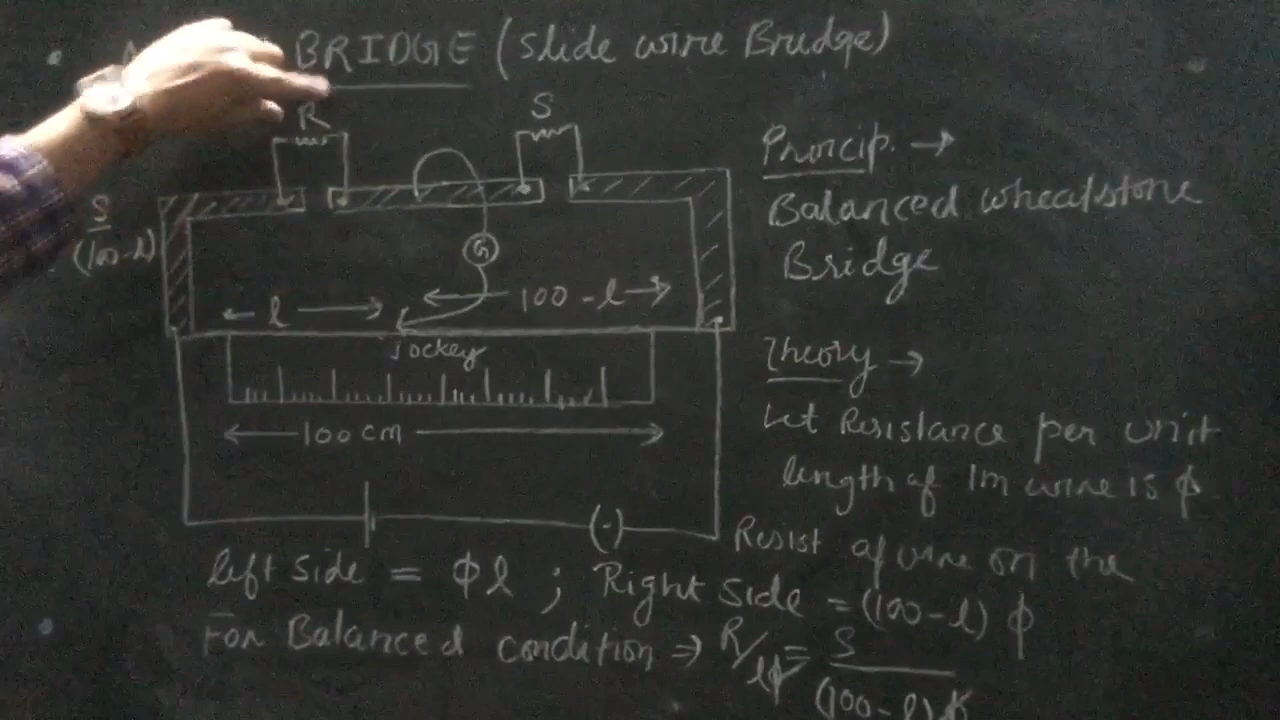 BRIDGE (Slide wire Bridge)
R
S
S
(100-l)
G
l
100 - l
Jockey
100 cm
(-)
Princip. →
Balanced wheatstone
Bridge
Theory →
Let Resistance per unit
length of 1m wire is ϕ
Resist of wire on the
left side = ϕl ; Right side = (100-l) ϕ
For Balanced condition ⇒ R/lϕ = S/(100-l)ϕ